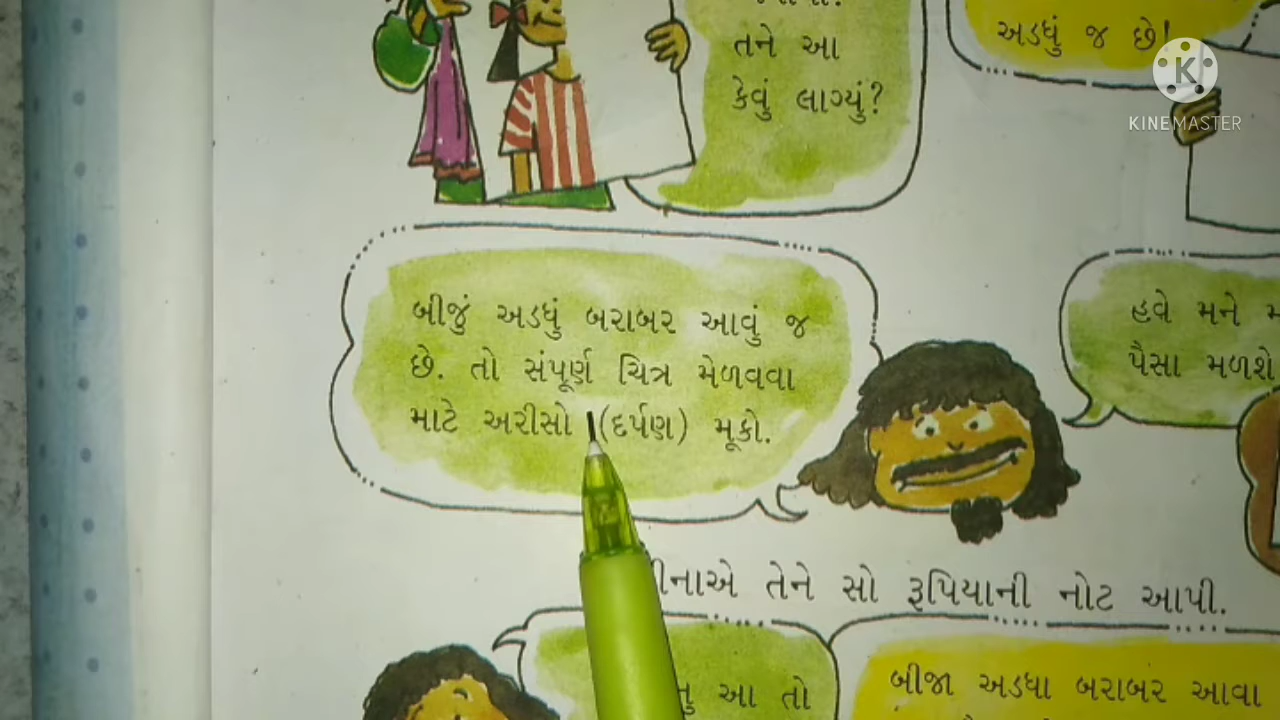 તને આ
કેવું લાગ્યું?
અડધું જ છે!
KINEMASTER
બીજું અડધું બરાબર આવું જ
છે. તો સંપૂર્ણ ચિત્ર મેળવવા
માટે અરીસો (દર્પણ) મૂકો.
હવે મને
પૈસા મળશે
તેને સો રૂપિયાની નોટ આપી.
આ તો
બીજા અડધા બરાબર આવા